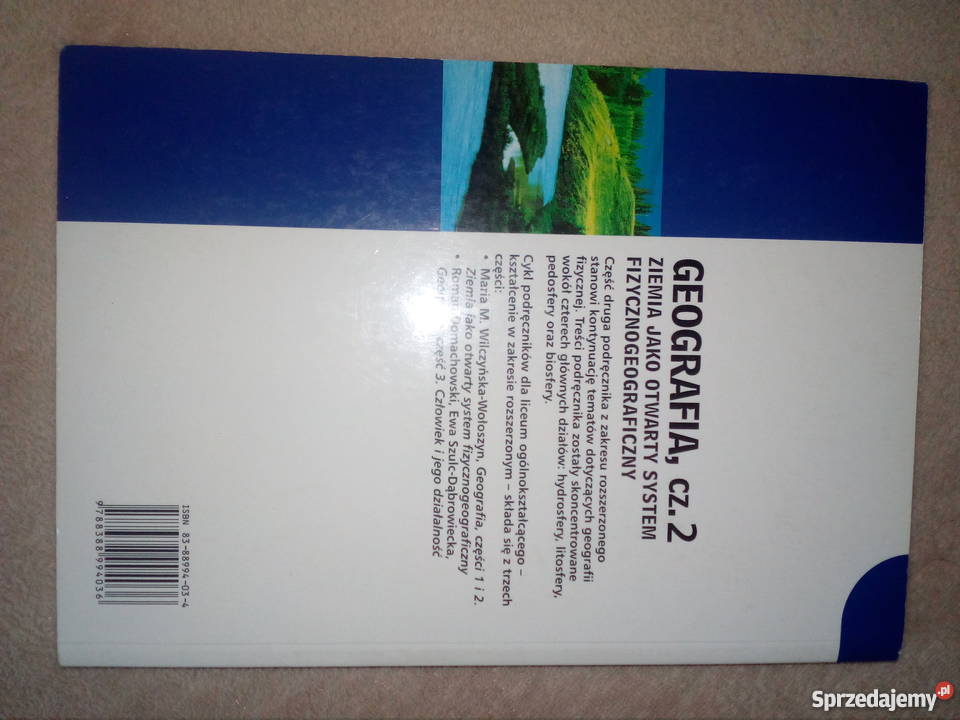 GEOGRAFIA, cz. 2
ZIEMIA JAKO OTWARTY SYSTEM
FIZYCZNOGEOGRAFICZNY
Część druga podręcznika z zakresu rozszerzonego
stanowi kontynuację tematów dotyczących geografii
fizycznej. Treści podręcznika zostały skoncentrowane
wokół czterech głównych działów: hydrosfery, litosfery,
pedosfery oraz biosfery.
Cykl podręczników dla liceum ogólnokształcącego –
kształcenie w zakresie rozszerzonym – składa się z trzech
części:
• Maria M. Wilczyńska-Wołoszyn, Geografia, części 1 i 2.
Ziemia jako otwarty system fizycznogeograficzny
• Roman Domachowski, Ewa Szulc-Dąbrowiecka,
część 3. Człowiek i jego działalność
ISBN 83-88994-03-4
9788388994036
Sprzedajemy.pl